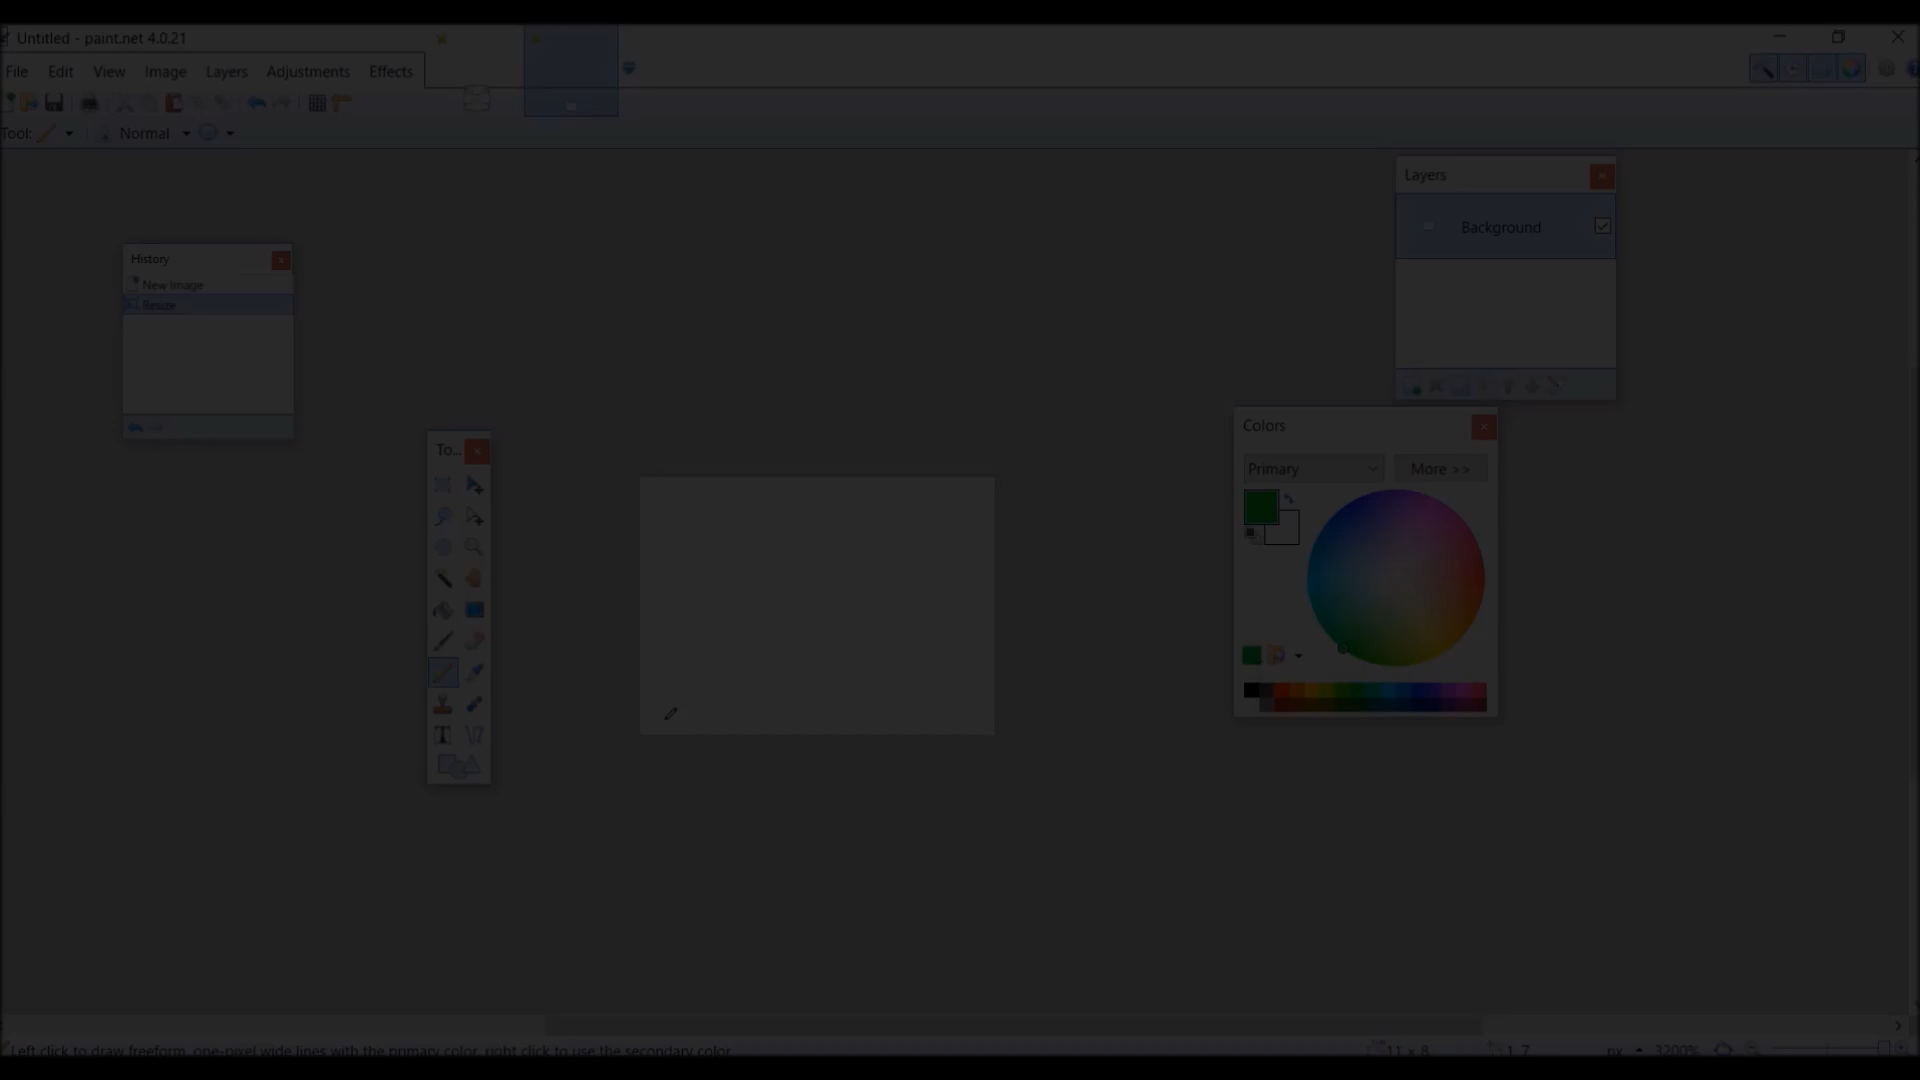 Untitled - paint.net 4.0.21
File Edit View Image Layers Adjustments Effects
Tool: Normal
Layers
Background
History
New Image
Resize
To...
Colors
Primary More >>
Left click to draw freeform, one-pixel wide lines with the primary color, right click to use the secondary color. 11 × 8 1, 7 px 3200%